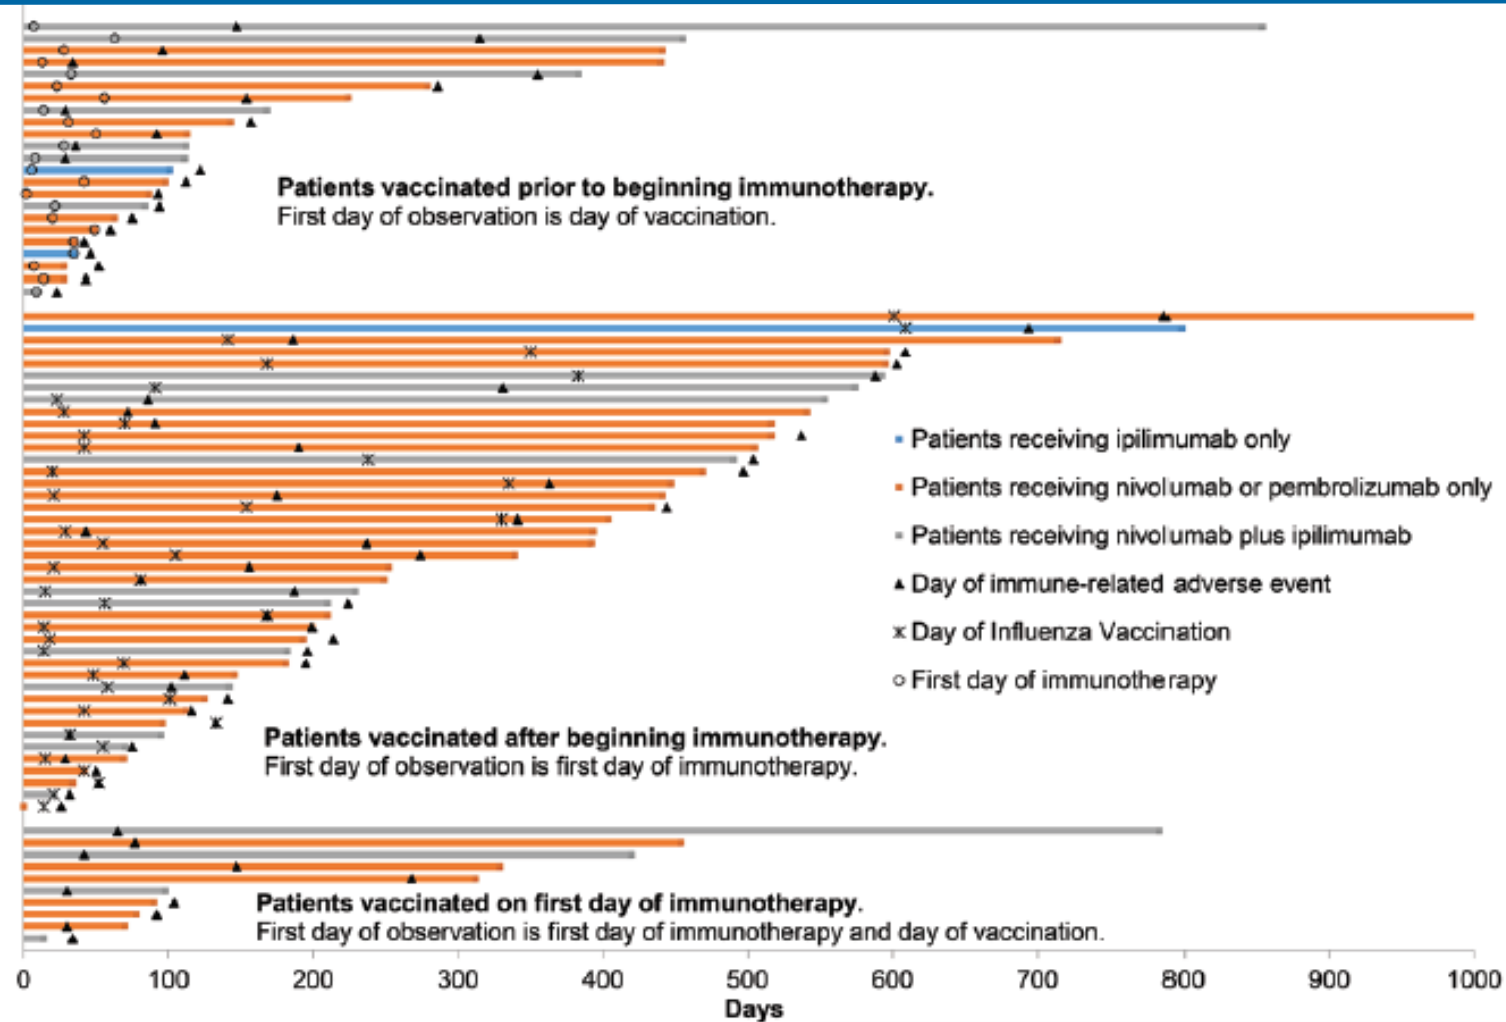 Patients vaccinated prior to beginning immunotherapy.
First day of observation is day of vaccination.
Patients receiving ipilimumab only
Patients receiving nivolumab or pembrolizumab only
Patients receiving nivolumab plus ipilimumab
Day of immune-related adverse event
Day of Influenza Vaccination
First day of immunotherapy
Patients vaccinated after beginning immunotherapy.
First day of observation is first day of immunotherapy.
Patients vaccinated on first day of immunotherapy.
First day of observation is first day of immunotherapy and day of vaccination.
0 100 200 300 400 500 600 700 800 900 1000
Days